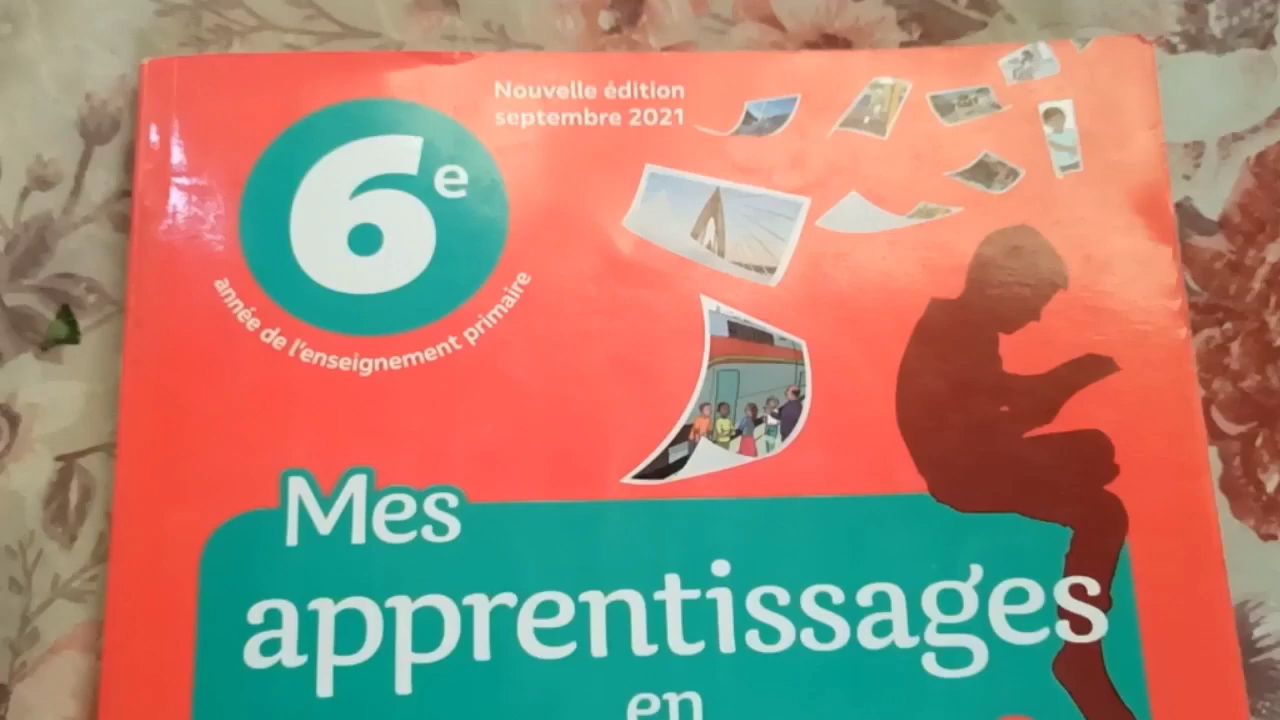 Nouvelle édition
septembre 2021
6e
année de l'enseignement primaire
Mes
apprentissages
en